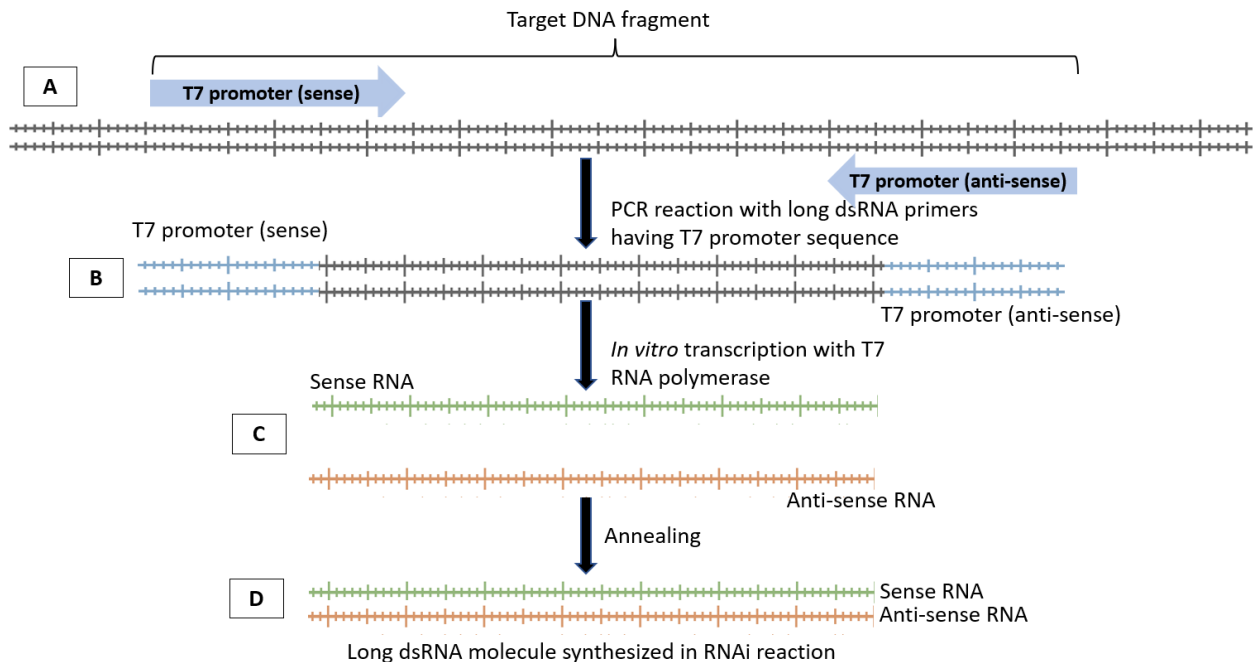 Target DNA fragment
A
T7 promoter (sense)
T7 promoter (anti-sense)
PCR reaction with long dsRNA primers
having T7 promoter sequence
T7 promoter (sense)
B
T7 promoter (anti-sense)
In vitro transcription with T7
RNA polymerase
Sense RNA
C
Anti-sense RNA
Annealing
D
Sense RNA
Anti-sense RNA
Long dsRNA molecule synthesized in RNAi reaction